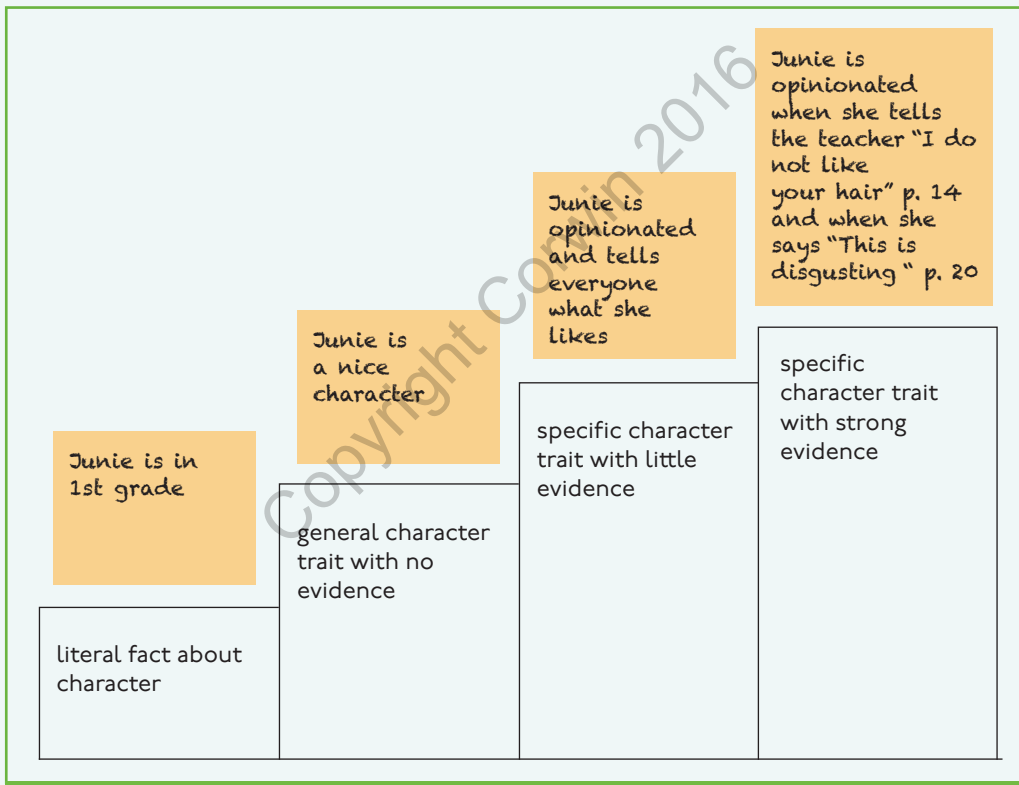 Junie is in
1st grade
literal fact about
character
Junie is
a nice
character
general character
trait with no
evidence
Junie is
opinionated
and tells
everyone
what she
likes
specific character
trait with little
evidence
Junie is
opinionated
when she tells
the teacher “I do
not like
your hair” p. 14
and when she
says “This is
disgusting “ p. 20
specific
character trait
with strong
evidence
Copyright Corwin 2016